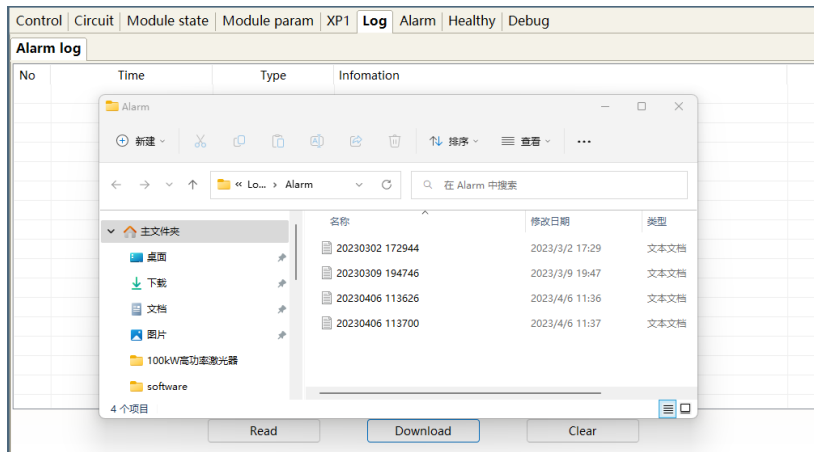 Control Circuit Module state Module param XP1 Log Alarm Healthy Debug
Alarm log
No Time Type Infomation
Alarm
新建 排序 查看 ...
« Lo... › Alarm 在 Alarm 中搜索
主文件夹 名称 修改日期 类型
桌面 20230302 172944 2023/3/2 17:29 文本文档
下载 20230309 194746 2023/3/9 19:47 文本文档
文档 20230406 113626 2023/4/6 11:36 文本文档
图片 20230406 113700 2023/4/6 11:37 文本文档
100kW高功率激光器
software
4 个项目
Read Download Clear